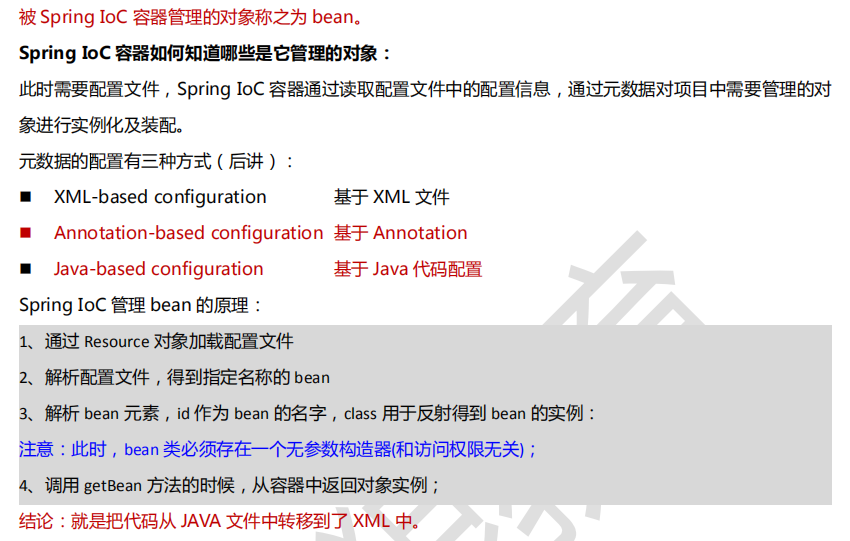 被 Spring IoC 容器管理的对象称之为 bean。
Spring IoC 容器如何知道哪些是它管理的对象：
此时需要配置文件，Spring IoC 容器通过读取配置文件中的配置信息，通过元数据对项目中需要管理的对
象进行实例化及装配。
元数据的配置有三种方式（后讲）：
■ XML-based configuration 基于 XML 文件
■ Annotation-based configuration 基于 Annotation
■ Java-based configuration 基于 Java 代码配置
Spring IoC 管理 bean 的原理：
1、通过 Resource 对象加载配置文件
2、解析配置文件，得到指定名称的 bean
3、解析 bean 元素，id 作为 bean 的名字，class 用于反射得到 bean 的实例：
注意：此时，bean 类必须存在一个无参数构造器(和访问权限无关)；
4、调用 getBean 方法的时候，从容器中返回对象实例；
结论：就是把代码从 JAVA 文件中转移到了 XML 中。